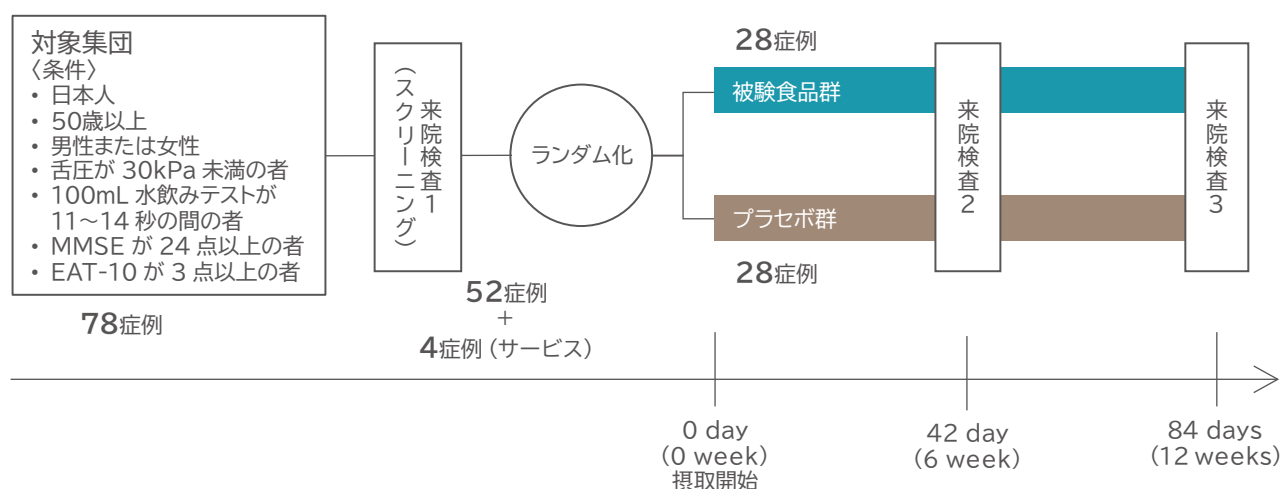 対象集団
〈条件〉
• 日本人
• 50歳以上
• 男性または女性
• 舌圧が 30kPa 未満の者
• 100mL 水飲みテストが
11～14 秒の間の者
• MMSE が 24 点以上の者
• EAT-10 が 3 点以上の者
78症例
来院検査1
(スクリーニング)
52症例
+
4症例 (サービス)
ランダム化
28症例
被験食品群
プラセボ群
28症例
来院検査2
来院検査3
0 day
(0 week)
摂取開始
42 day
(6 week)
84 days
(12 weeks)